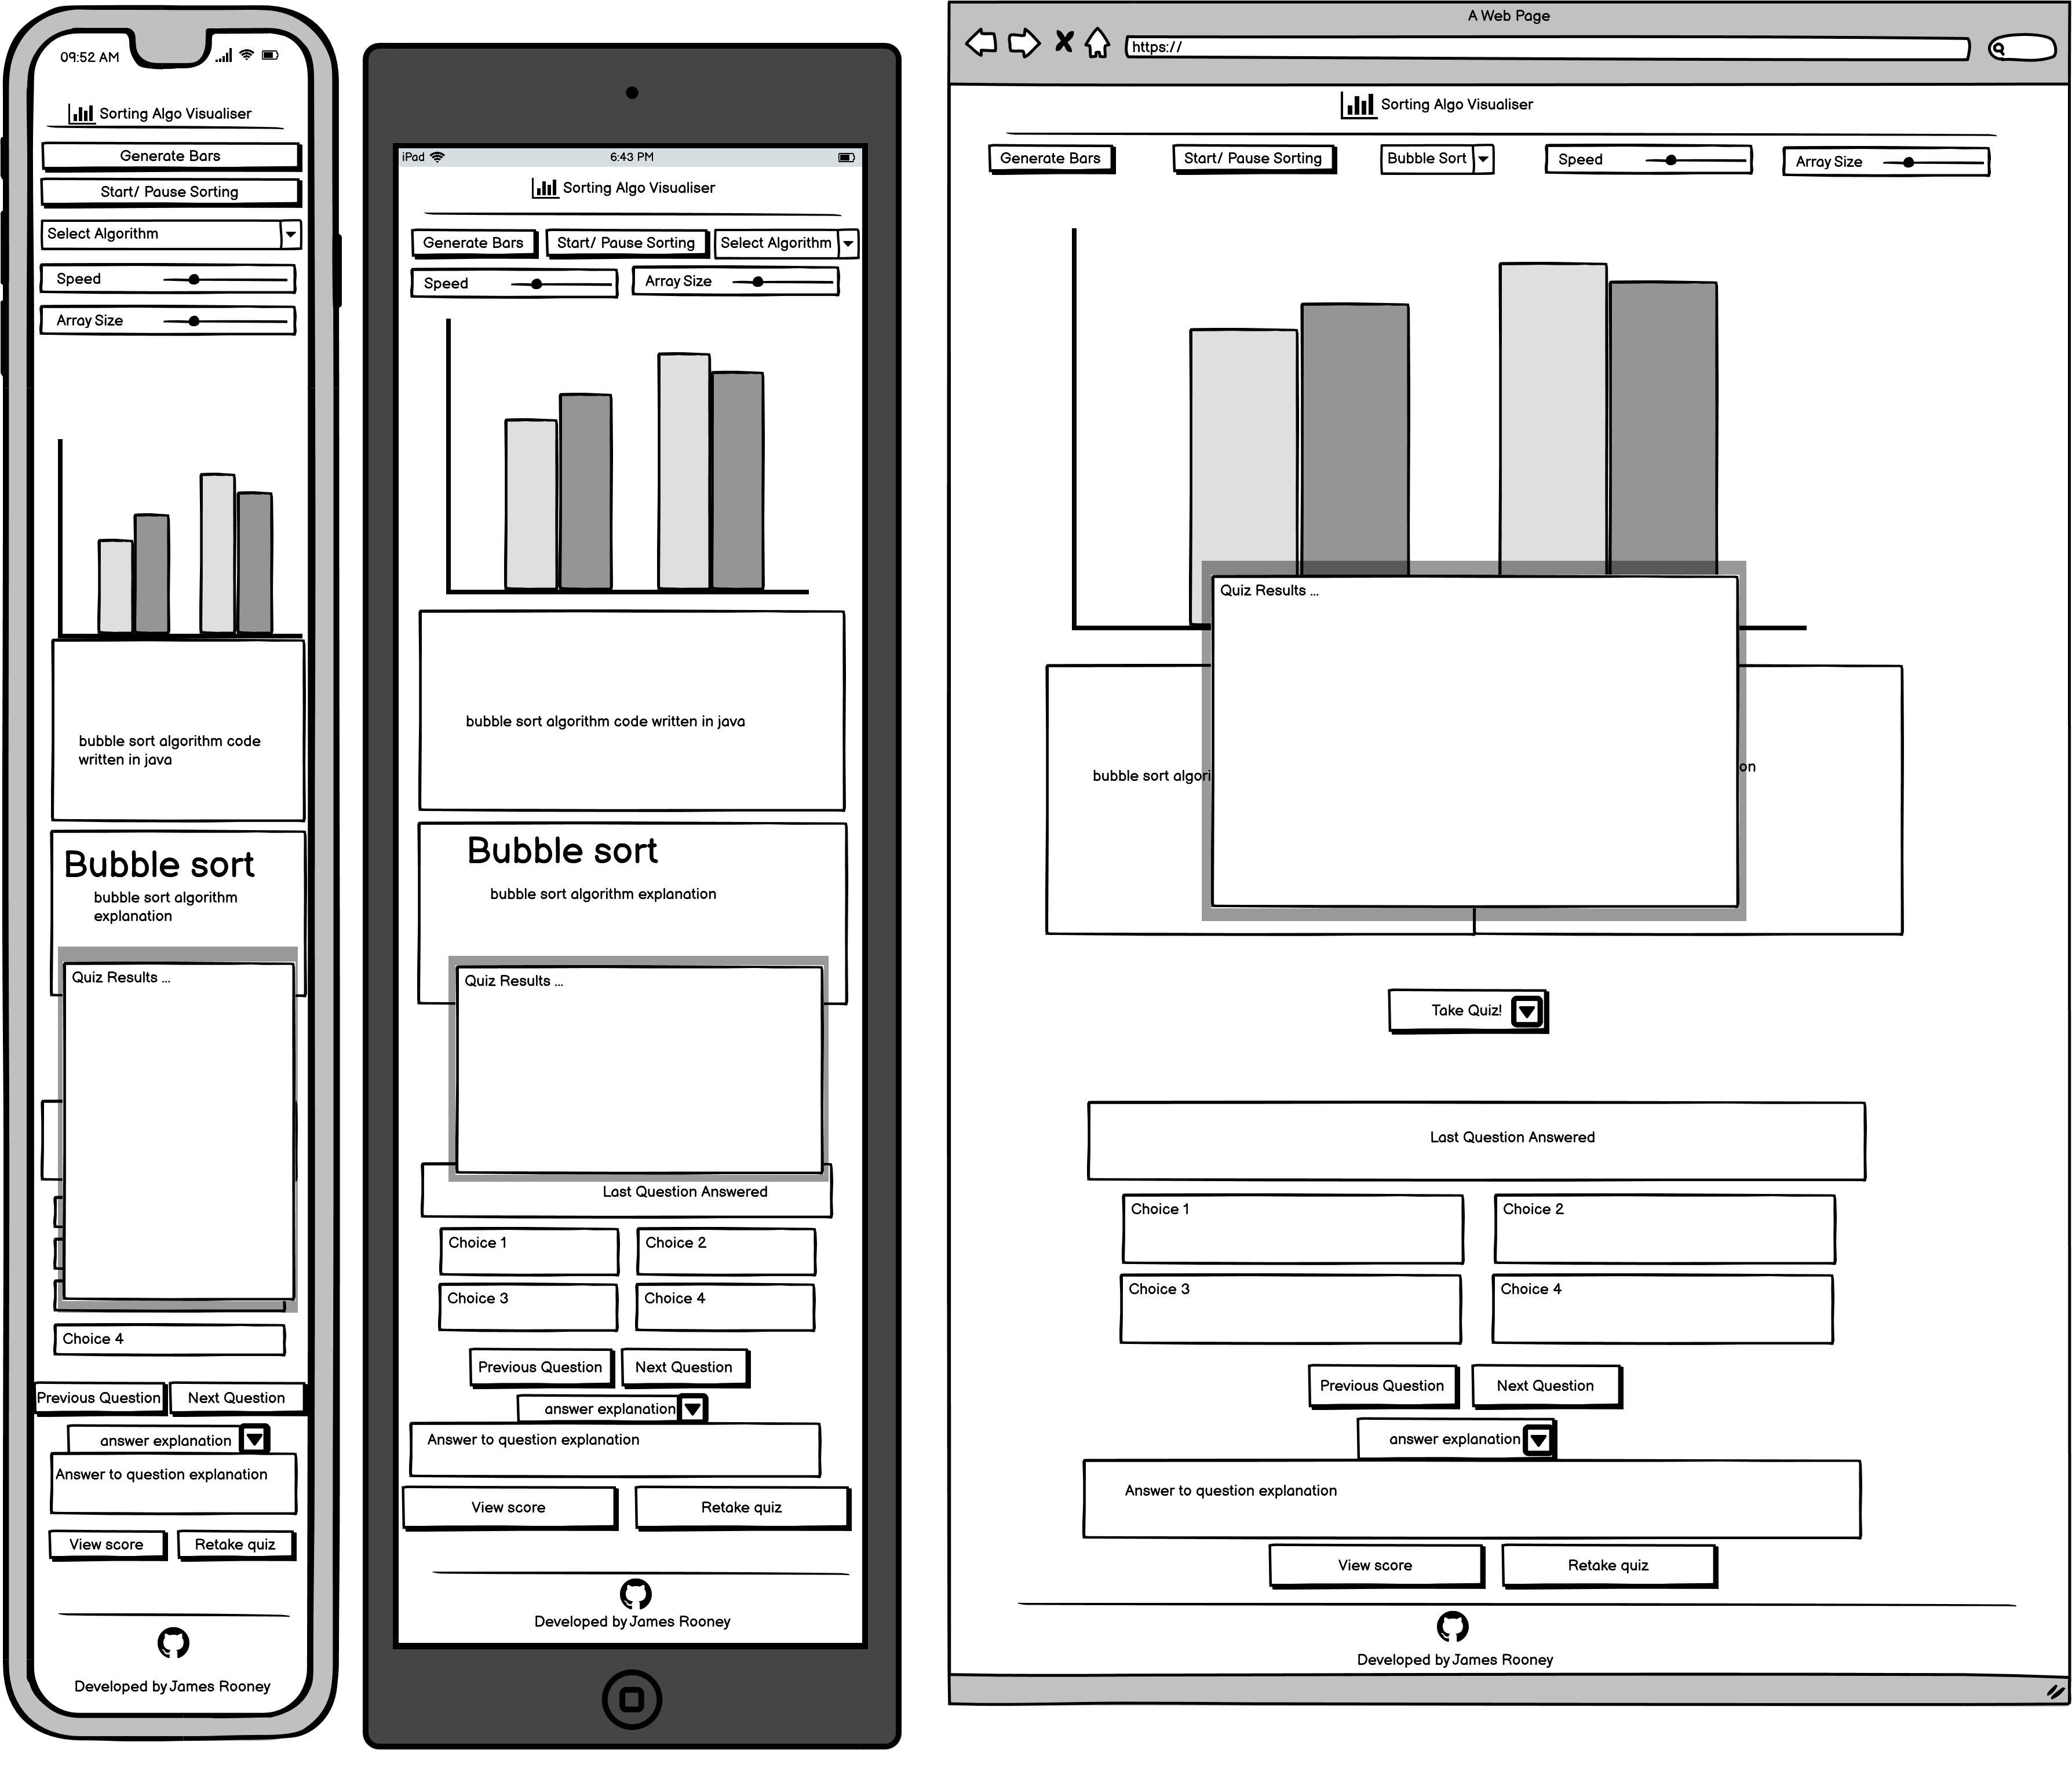 09:52 AM
Sorting Algo Visualiser
Generate Bars
Start/ Pause Sorting
Select Algorithm
Speed
Array Size
bubble sort algorithm code
written in java
Bubble sort
bubble sort algorithm
explanation
Quiz Results ...
Choice 4
Previous Question
Next Question
answer explanation
Answer to question explanation
View score
Retake quiz
Developed by James Rooney
iPad
6:43 PM
Sorting Algo Visualiser
Generate Bars
Start/ Pause Sorting
Select Algorithm
Speed
Array Size
bubble sort algorithm code written in java
Bubble sort
bubble sort algorithm explanation
Quiz Results ...
Last Question Answered
Choice 1
Choice 2
Choice 3
Choice 4
Previous Question
Next Question
answer explanation
Answer to question explanation
View score
Retake quiz
Developed by James Rooney
A Web Page
https://
Sorting Algo Visualiser
Generate Bars
Start/ Pause Sorting
Bubble Sort
Speed
Array Size
Quiz Results ...
bubble sort algori
on
Take Quiz!
Last Question Answered
Choice 1
Choice 2
Choice 3
Choice 4
Previous Question
Next Question
answer explanation
Answer to question explanation
View score
Retake quiz
Developed by James Rooney